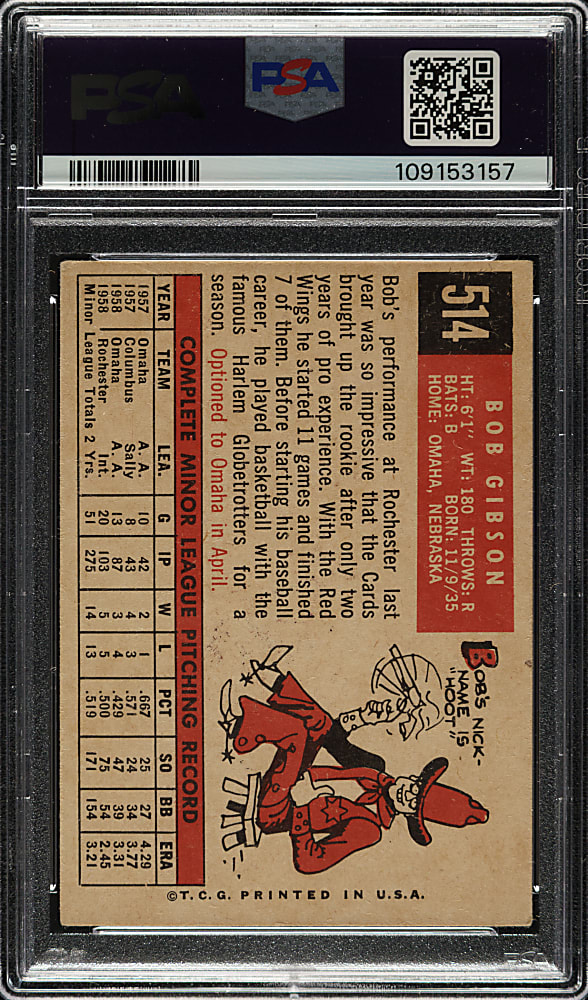 PSA
PSA
109153157
514
BOB GIBSON
HT: 6'1" WT: 180 THROWS: R
BATS: B BORN: 11/9/35
HOME: OMAHA, NEBRASKA
Bob's performance at Rochester last
year was so impressive that the Cards
brought up the rookie after only two
years of pro experience. With the Red
Wings he started 11 games and finished
7 of them. Before starting his baseball
career, he played basketball with the
famous Harlem Globetrotters for a
season. Optioned to Omaha in April.
BOB'S NICK-
NAME IS
"HOOT"
COMPLETE MINOR LEAGUE PITCHING RECORD
YEAR TEAM LEA. G IP W L PCT SO BB ERA
1957 Omaha A. A. 10 42 2 1 .667 25 27 4.29
1957 Columbus Sally 8 43 4 3 .571 24 34 3.77
1958 Omaha A. A. 13 87 3 4 .429 47 39 3.31
1958 Rochester Int. 20 103 5 5 .500 75 54 2.45
Minor League Totals 2 Yrs. 51 275 14 13 .519 171 154 3.21
©T.C.G. PRINTED IN U.S.A.